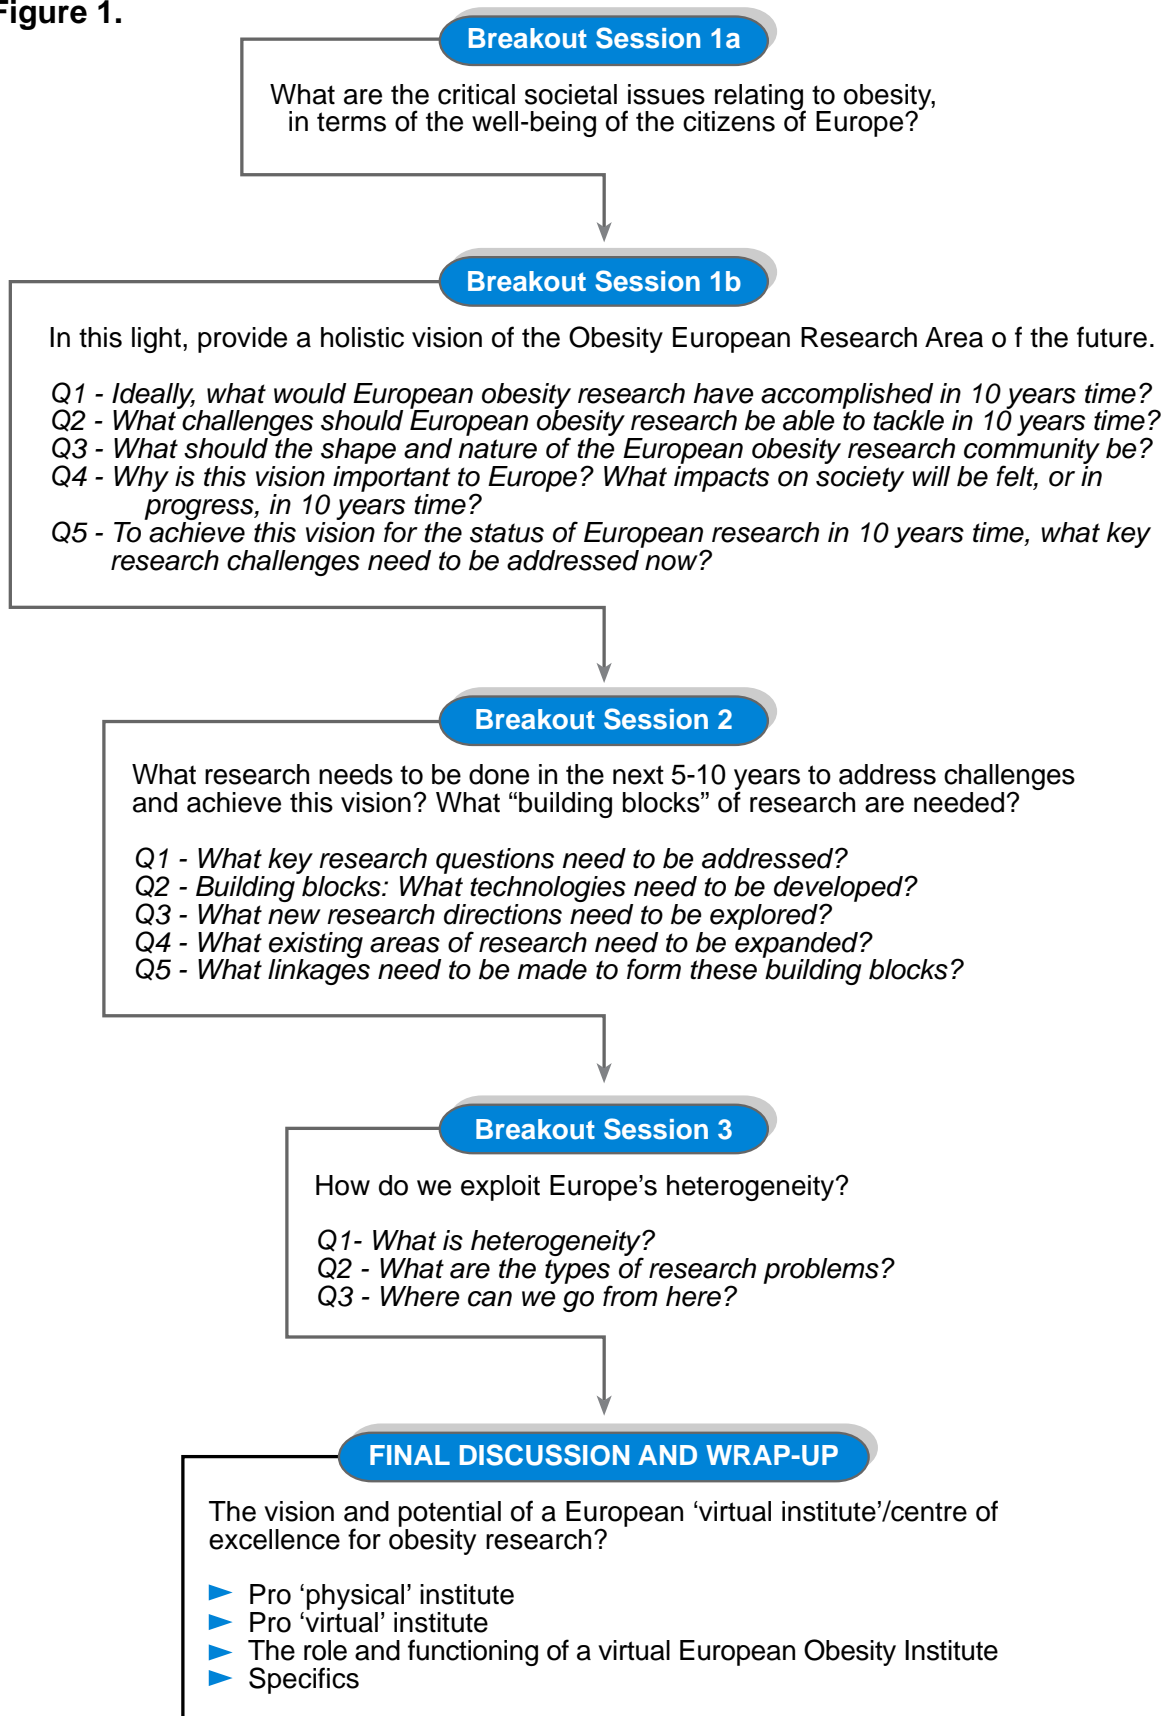 Figure 1.
Breakout Session 1a
What are the critical societal issues relating to obesity,
in terms of the well-being of the citizens of Europe?
Breakout Session 1b
In this light, provide a holistic vision of the Obesity European Research Area o f the future.
Q1 - Ideally, what would European obesity research have accomplished in 10 years time?
Q2 - What challenges should European obesity research be able to tackle in 10 years time?
Q3 - What should the shape and nature of the European obesity research community be?
Q4 - Why is this vision important to Europe? What impacts on society will be felt, or in
progress, in 10 years time?
Q5 - To achieve this vision for the status of European research in 10 years time, what key
research challenges need to be addressed now?
Breakout Session 2
What research needs to be done in the next 5-10 years to address challenges
and achieve this vision? What “building blocks” of research are needed?
Q1 - What key research questions need to be addressed?
Q2 - Building blocks: What technologies need to be developed?
Q3 - What new research directions need to be explored?
Q4 - What existing areas of research need to be expanded?
Q5 - What linkages need to be made to form these building blocks?
Breakout Session 3
How do we exploit Europe’s heterogeneity?
Q1- What is heterogeneity?
Q2 - What are the types of research problems?
Q3 - Where can we go from here?
FINAL DISCUSSION AND WRAP-UP
The vision and potential of a European ‘virtual institute’/centre of
excellence for obesity research?
Pro ‘physical’ institute
Pro ‘virtual’ institute
The role and functioning of a virtual European Obesity Institute
Specifics